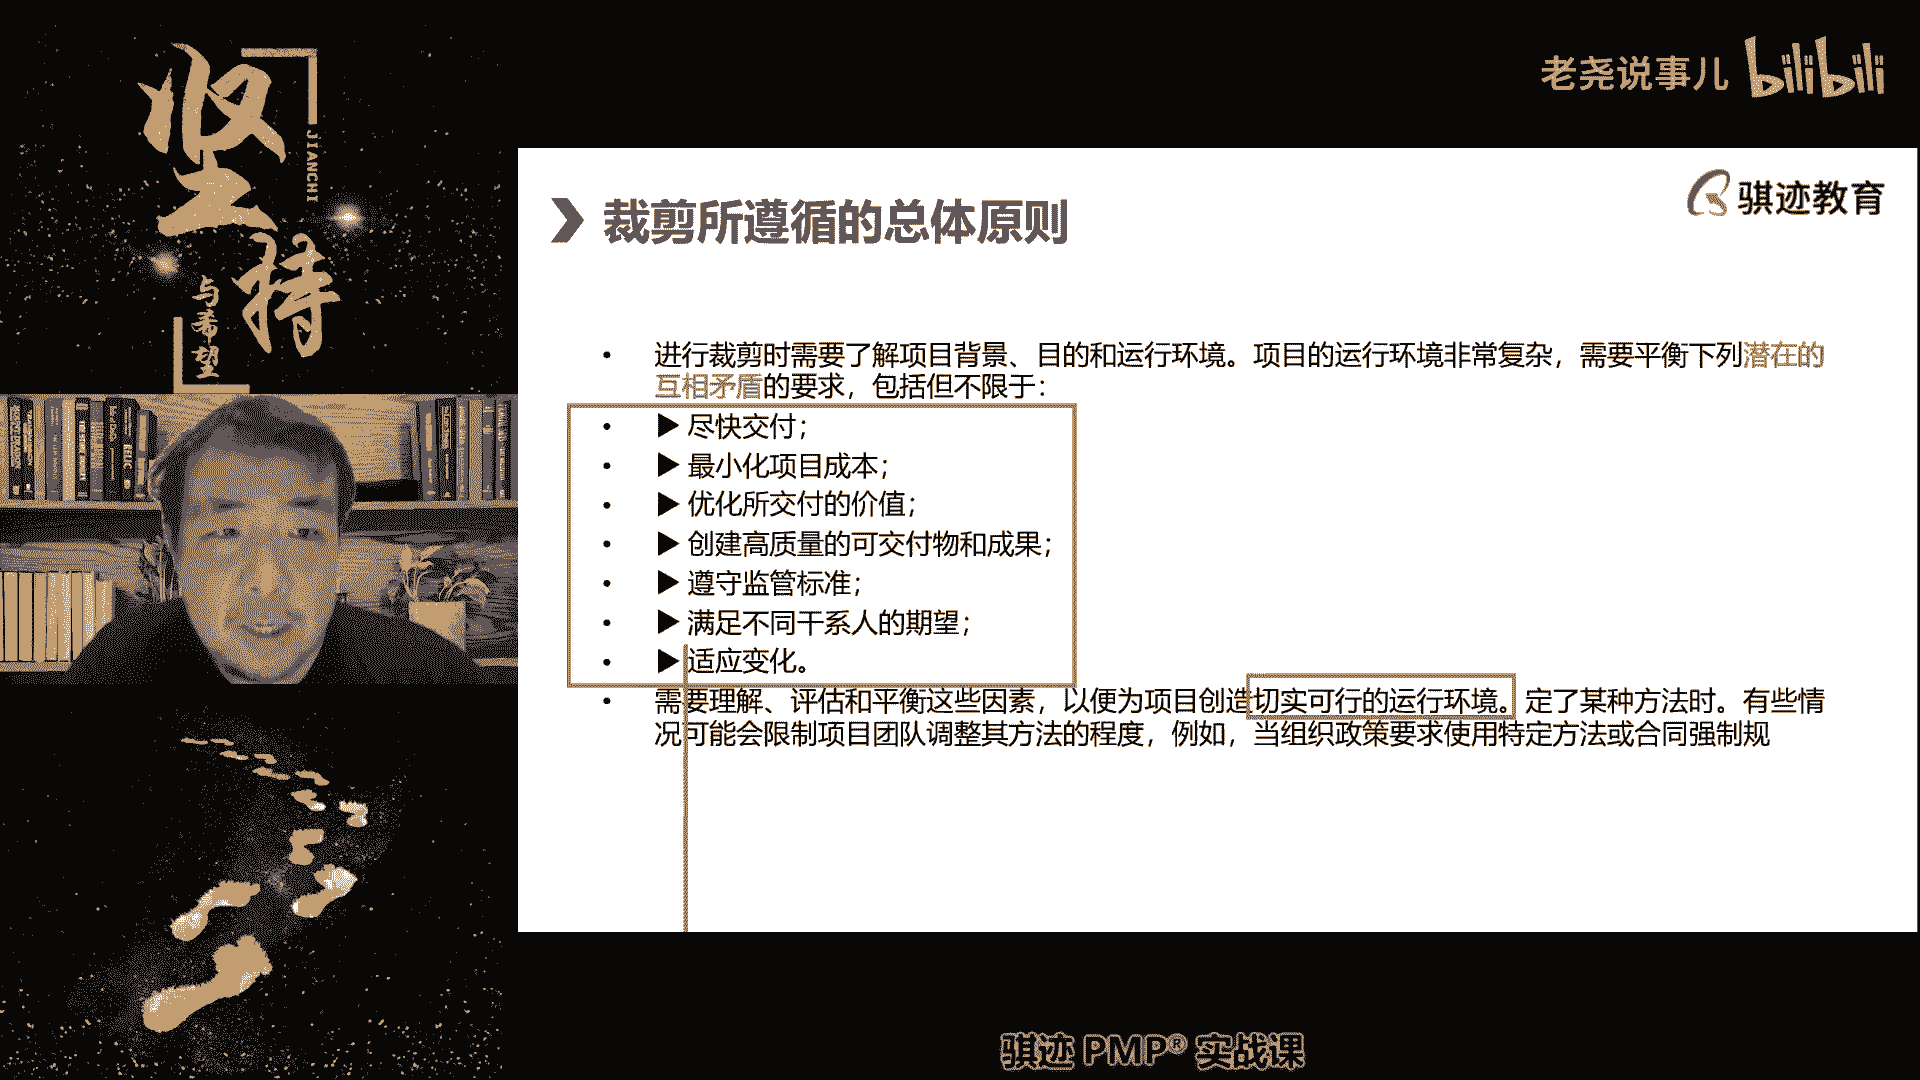 坚持
JIANCHI
与希望
老尧说事儿 bilibili
骐迹教育
裁剪所遵循的总体原则
• 进行裁剪时需要了解项目背景、目的和运行环境。项目的运行环境非常复杂，需要平衡下列潜在的
互相矛盾的要求，包括但不限于：
• ▶ 尽快交付；
• ▶ 最小化项目成本；
• ▶ 优化所交付的价值；
• ▶ 创建高质量的可交付物和成果；
• ▶ 遵守监管标准；
• ▶ 满足不同干系人的期望；
• ▶ 适应变化。
• 需要理解、评估和平衡这些因素，以便为项目创造切实可行的运行环境。定了某种方法时。有些情
况可能会限制项目团队调整其方法的程度，例如，当组织政策要求使用特定方法或合同强制规
骐迹 PMP® 实战课